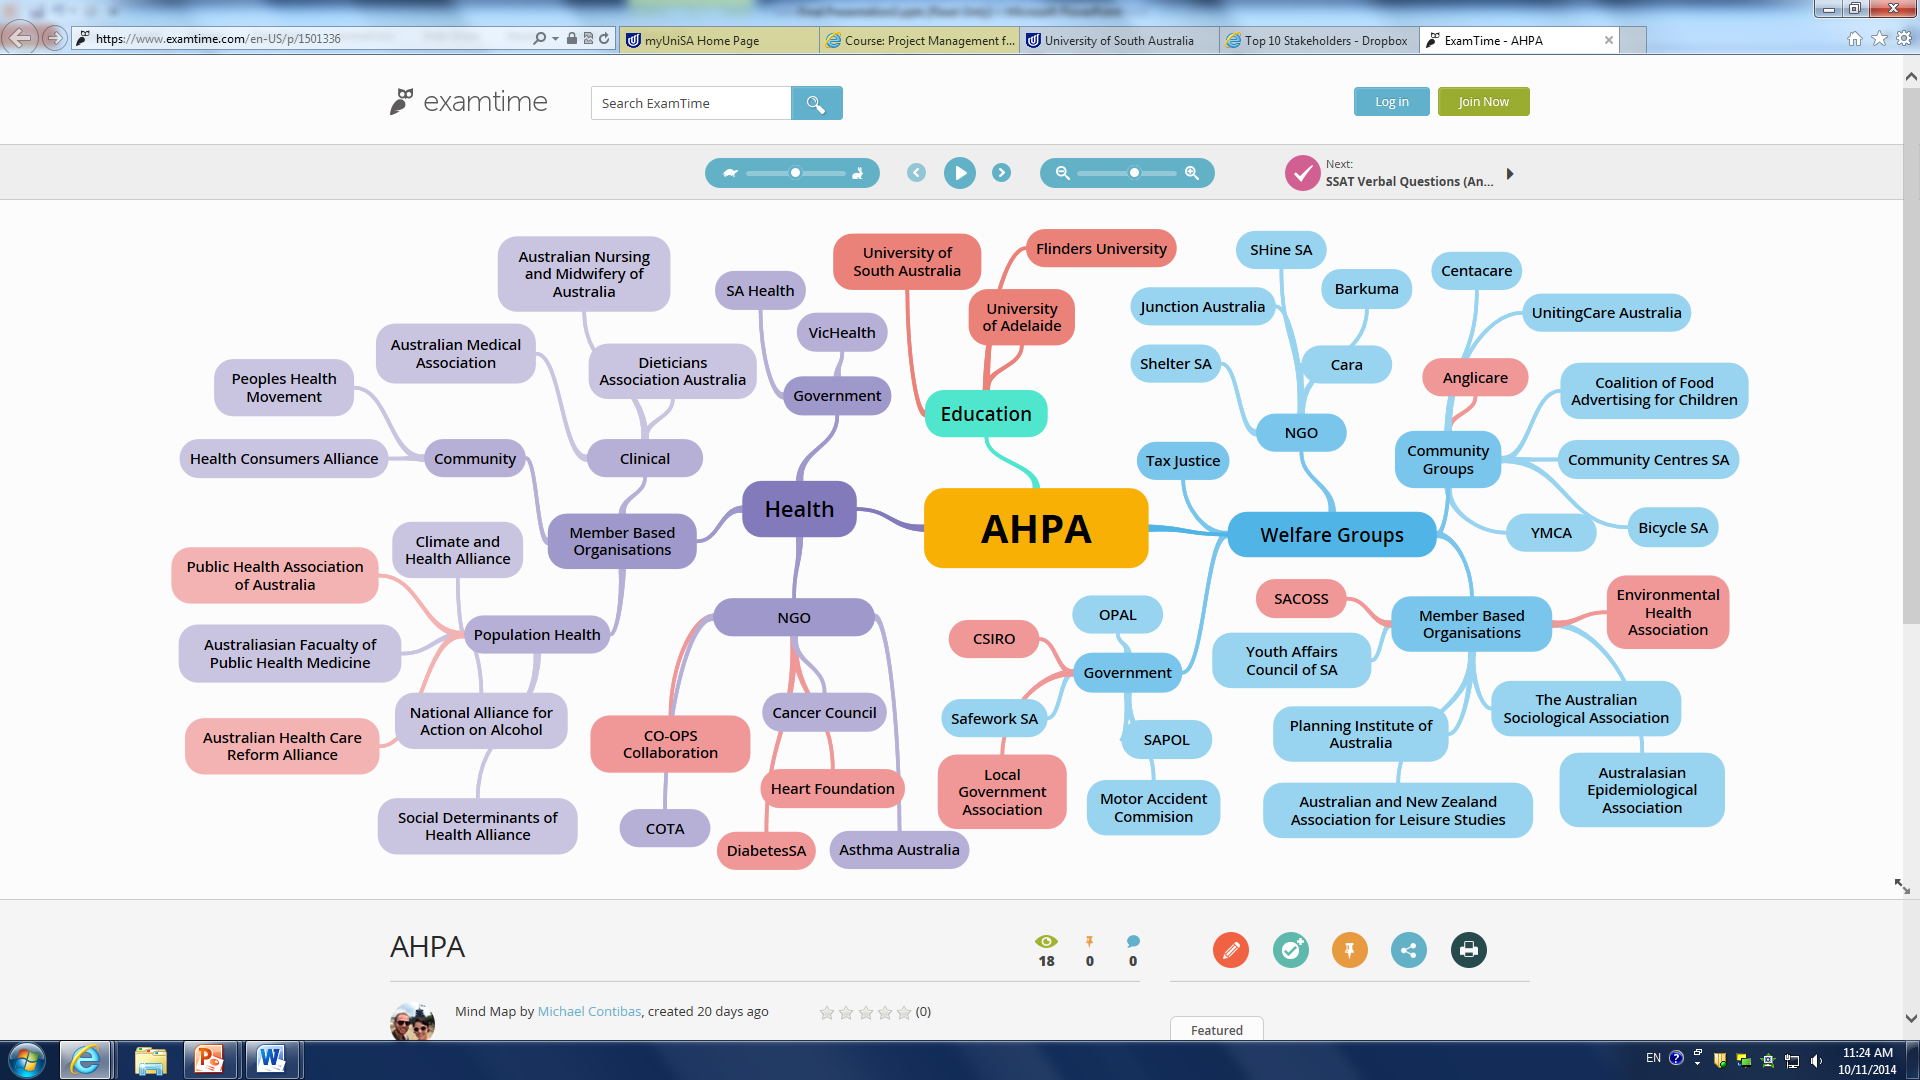 https://www.examtime.com/en-US/p/1501336
myUniSA Home Page
Course: Project Management f...
University of South Australia
Top 10 Stakeholders - Dropbox
ExamTime - AHPA
examtime
Search ExamTime
Log in
Join Now
Next:
SSAT Verbal Questions (An...
Australian Nursing
and Midwifery of
Australia
SA Health
VicHealth
Government
Australian Medical
Association
Dieticians
Association Australia
Peoples Health
Movement
Health Consumers Alliance
Community
Clinical
Health
Member Based
Organisations
Climate and
Health Alliance
Public Health Association
of Australia
Population Health
Australiasian Faculty of
Public Health Medicine
National Alliance for
Action on Alcohol
Australian Health Care
Reform Alliance
Social Determinants of
Health Alliance
NGO
CO-OPS
Collaboration
Cancer Council
Heart Foundation
COTA
DiabetesSA
Asthma Australia
University of
South Australia
Flinders University
University
of Adelaide
Education
AHPA
SHine SA
Barkuma
Junction Australia
Shelter SA
Cara
NGO
Tax Justice
Centacare
UnitingCare Australia
Anglicare
Coalition of Food
Advertising for Children
Community
Groups
Community Centres SA
YMCA
Bicycle SA
Welfare Groups
OPAL
CSIRO
Government
Safework SA
SAPOL
Local
Government
Association
Motor Accident
Commision
SACOSS
Member Based
Organisations
Environmental
Health
Association
Youth Affairs
Council of SA
The Australian
Sociological Association
Planning Institute of
Australia
Australasian
Epidemiological
Association
Australian and New Zealand
Association for Leisure Studies
AHPA
18
0
0
Mind Map by Michael Contibas, created 20 days ago
(0)
Featured
EN
11:24 AM
10/11/2014